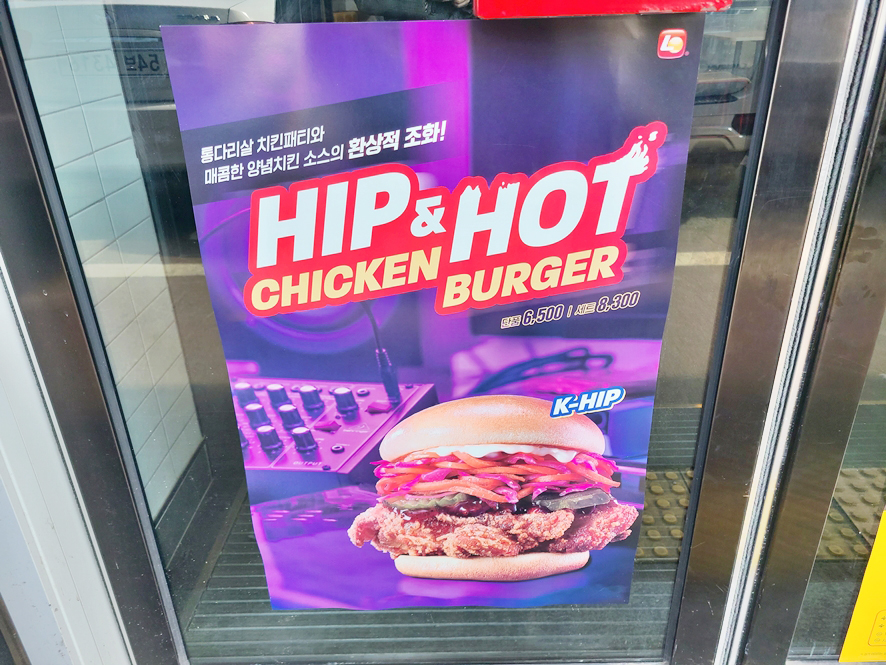 통다리살 치킨패티와
매콤한 양념치킨 소스의 환상적 조화!
HIP & HOT
CHICKEN BURGER
단품 6,500 | 세트 8,300
K-HIP
OUTPUT